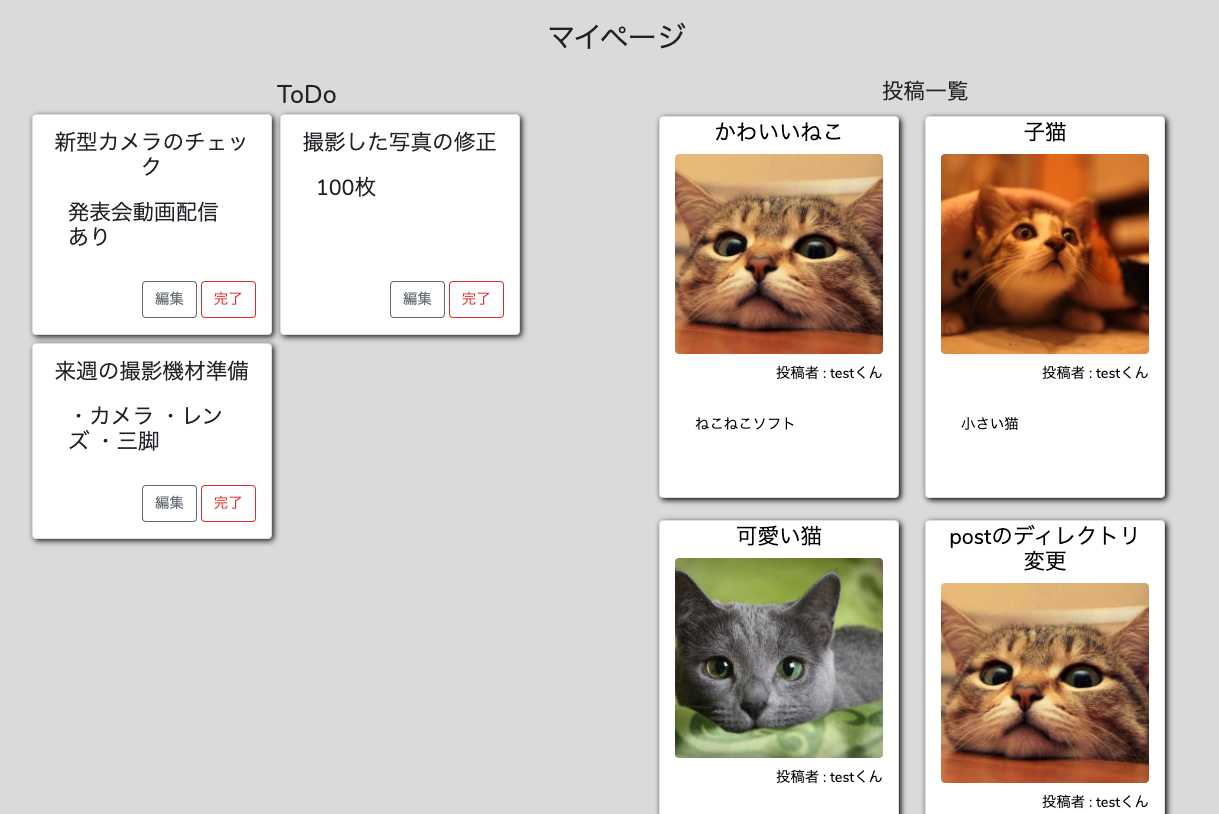 マイページ
ToDo
新型カメラのチェッ
ク
発表会動画配信
あり
編集 完了
撮影した写真の修正
100枚
編集 完了
来週の撮影機材準備
・カメラ ・レン
ズ ・三脚
編集 完了
投稿一覧
かわいいねこ
投稿者 : testくん
ねこねこソフト
子猫
投稿者 : testくん
小さい猫
可愛い猫
投稿者 : testくん
postのディレクトリ
変更
投稿者 : testくん